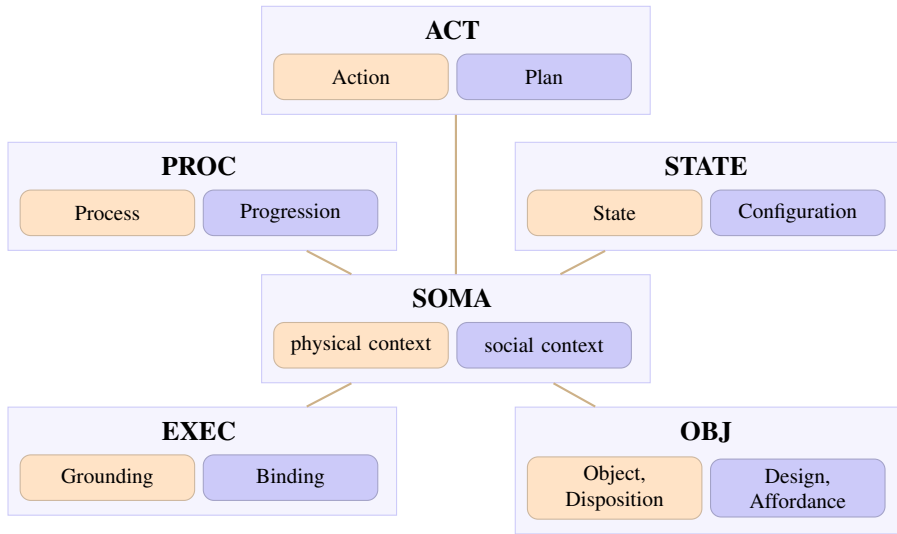 ACT
Action
Plan
PROC
Process
Progression
STATE
State
Configuration
SOMA
physical context
social context
EXEC
Grounding
Binding
OBJ
Object,
Disposition
Design,
Affordance